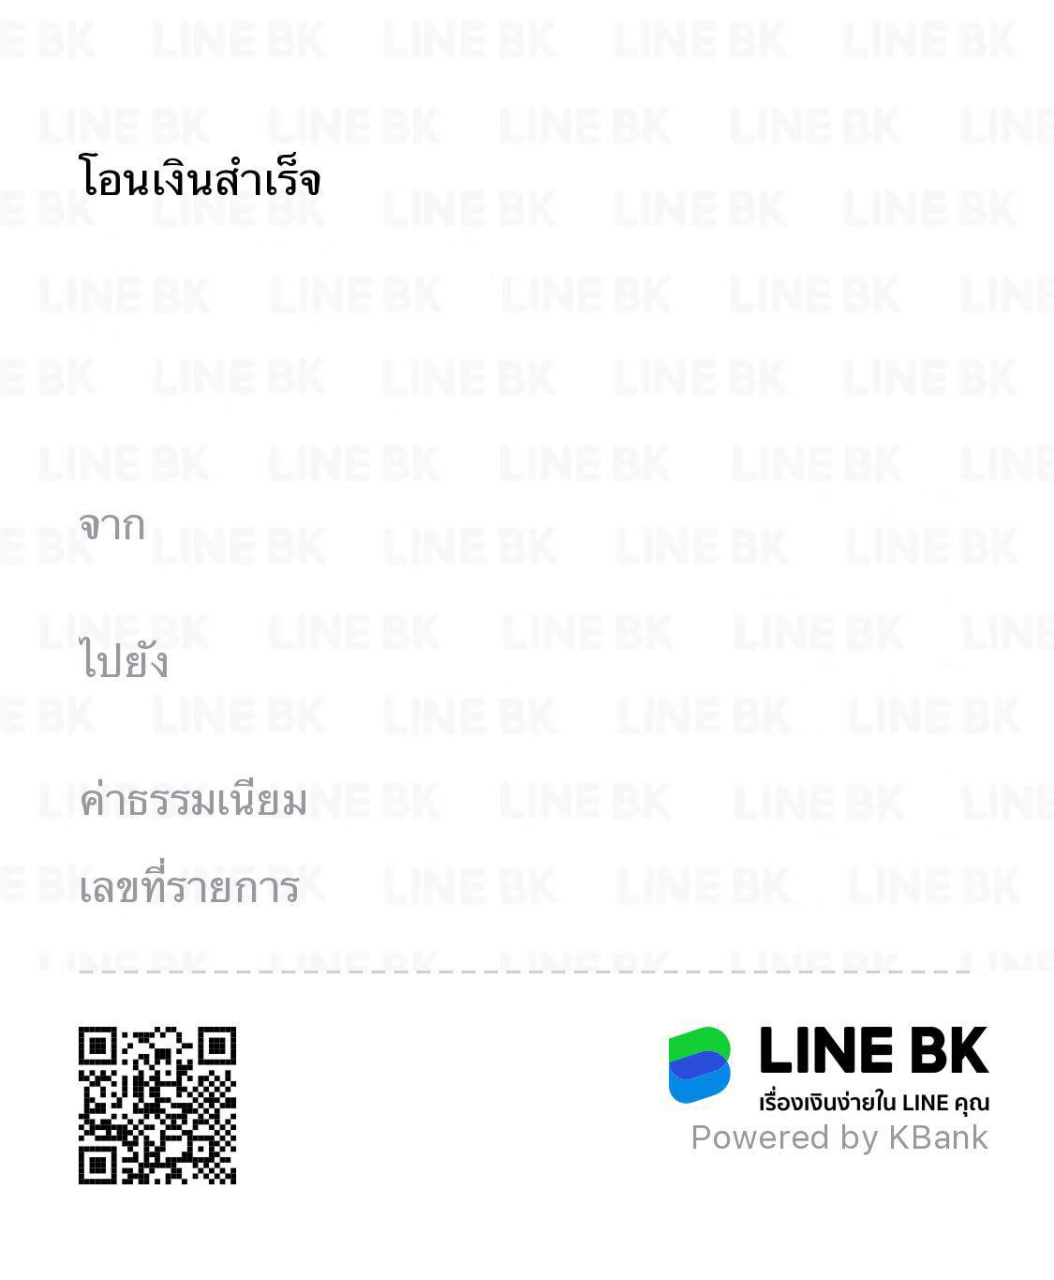 โอนเงินสำเร็จ
จาก
ไปยัง
ค่าธรรมเนียม
เลขที่รายการ
LINE BK
เรื่องเงินง่ายใน LINE คุณ
Powered by KBank